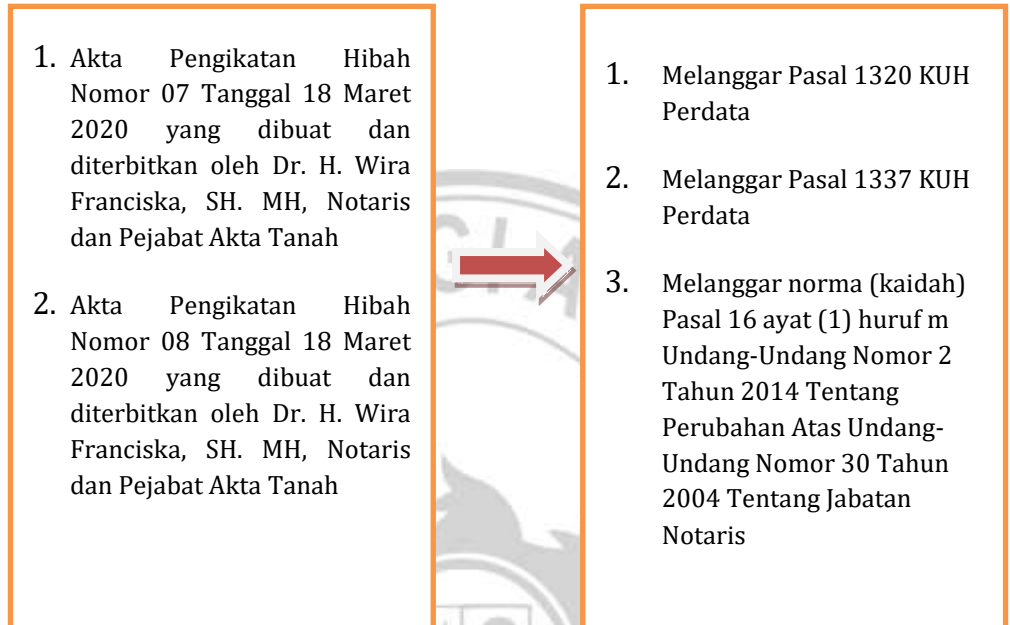 1. Akta Pengikatan Hibah
Nomor 07 Tanggal 18 Maret
2020 yang dibuat dan
diterbitkan oleh Dr. H. Wira
Franciska, SH. MH, Notaris
dan Pejabat Akta Tanah
2. Akta Pengikatan Hibah
Nomor 08 Tanggal 18 Maret
2020 yang dibuat dan
diterbitkan oleh Dr. H. Wira
Franciska, SH. MH, Notaris
dan Pejabat Akta Tanah
1. Melanggar Pasal 1320 KUH
Perdata
2. Melanggar Pasal 1337 KUH
Perdata
3. Melanggar norma (kaidah)
Pasal 16 ayat (1) huruf m
Undang-Undang Nomor 2
Tahun 2014 Tentang
Perubahan Atas Undang-
Undang Nomor 30 Tahun
2004 Tentang Jabatan
Notaris